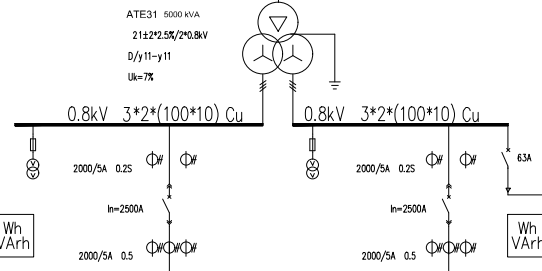 ATE31 5000 kVA
21±2*2.5%/2*0.8kV
D/y11-y11
Uk=7%
0.8kV 3*2*(100*10) Cu
0.8kV 3*2*(100*10) Cu
2000/5A 0.2S
#
#
2000/5A 0.2S
#
#
63A
In=2500A
In=2500A
Wh
VArh
2000/5A 0.5
#
#
2000/5A 0.5
#
#
Wh
VArh